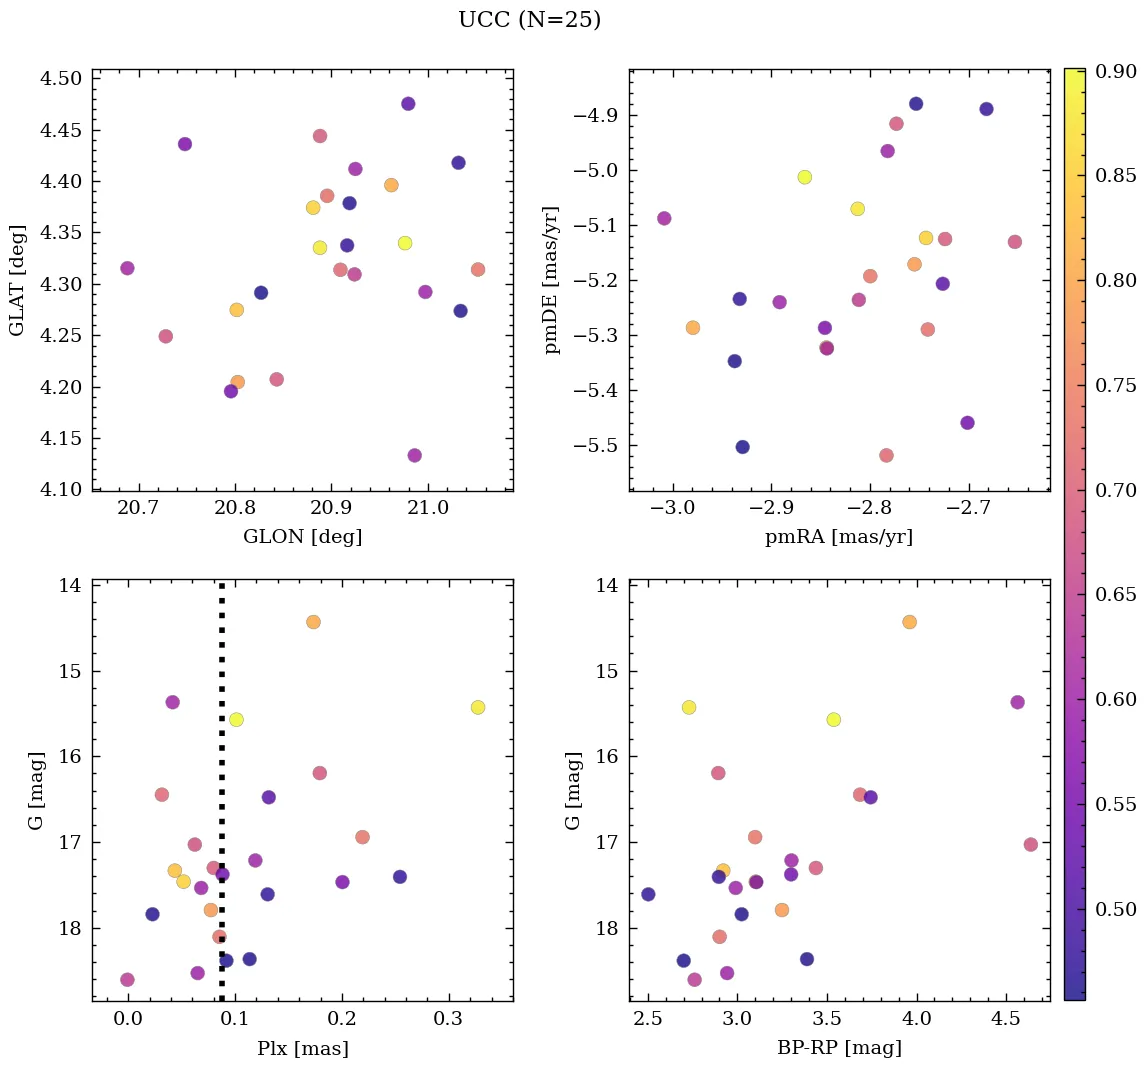 UCC (N=25)
4.50
4.45
4.40
4.35
4.30
4.25
4.20
4.15
4.10
GLAT [deg]
20.7 20.8 20.9 21.0
GLON [deg]
−4.9
−5.0
−5.1
−5.2
−5.3
−5.4
−5.5
pmDE [mas/yr]
−3.0 −2.9 −2.8 −2.7
pmRA [mas/yr]
0.90
0.85
0.80
0.75
0.70
0.65
0.60
0.55
0.50
14
15
16
17
18
G [mag]
0.0 0.1 0.2 0.3
Plx [mas]
14
15
16
17
18
G [mag]
2.5 3.0 3.5 4.0 4.5
BP-RP [mag]